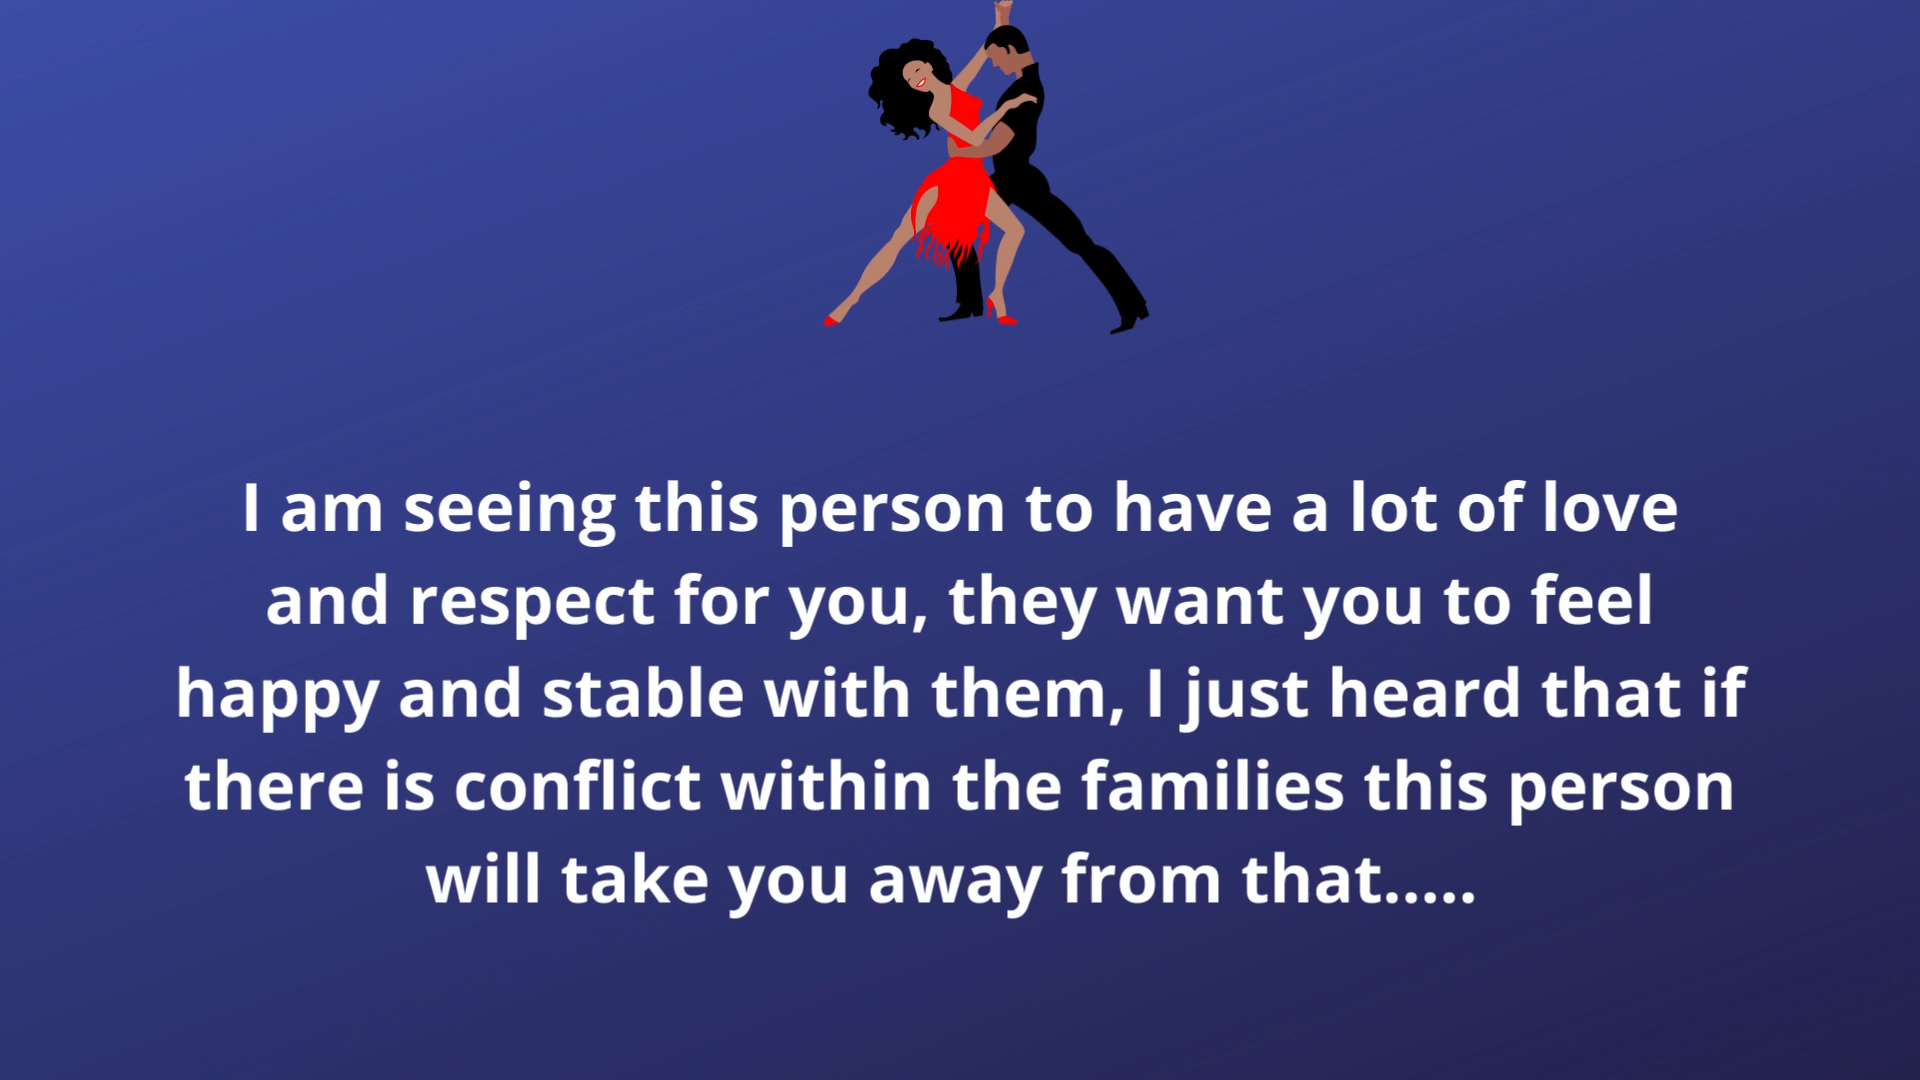 I am seeing this person to have a lot of love
and respect for you, they want you to feel
happy and stable with them, I just heard that if
there is conflict within the families this person
will take you away from that.....